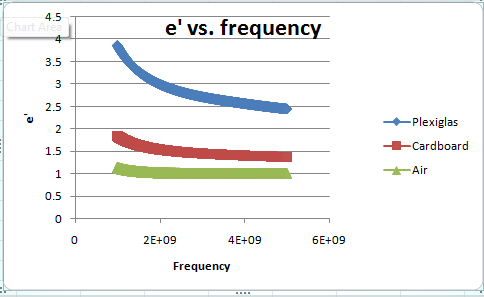 e' vs. frequency
Chart Area
4.5
4
3.5
3
2.5
2
1.5
1
0.5
0
e'
0
2E+09
4E+09
6E+09
Frequency
Plexiglas
Cardboard
Air